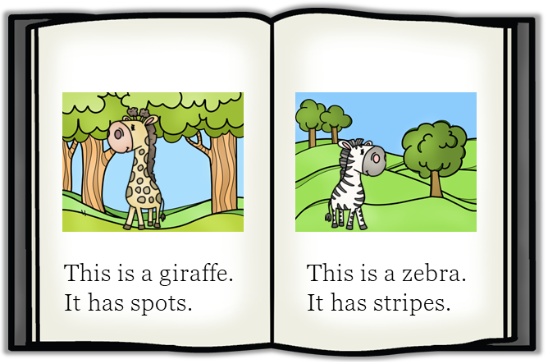 This is a giraffe.
It has spots.
This is a zebra.
It has stripes.